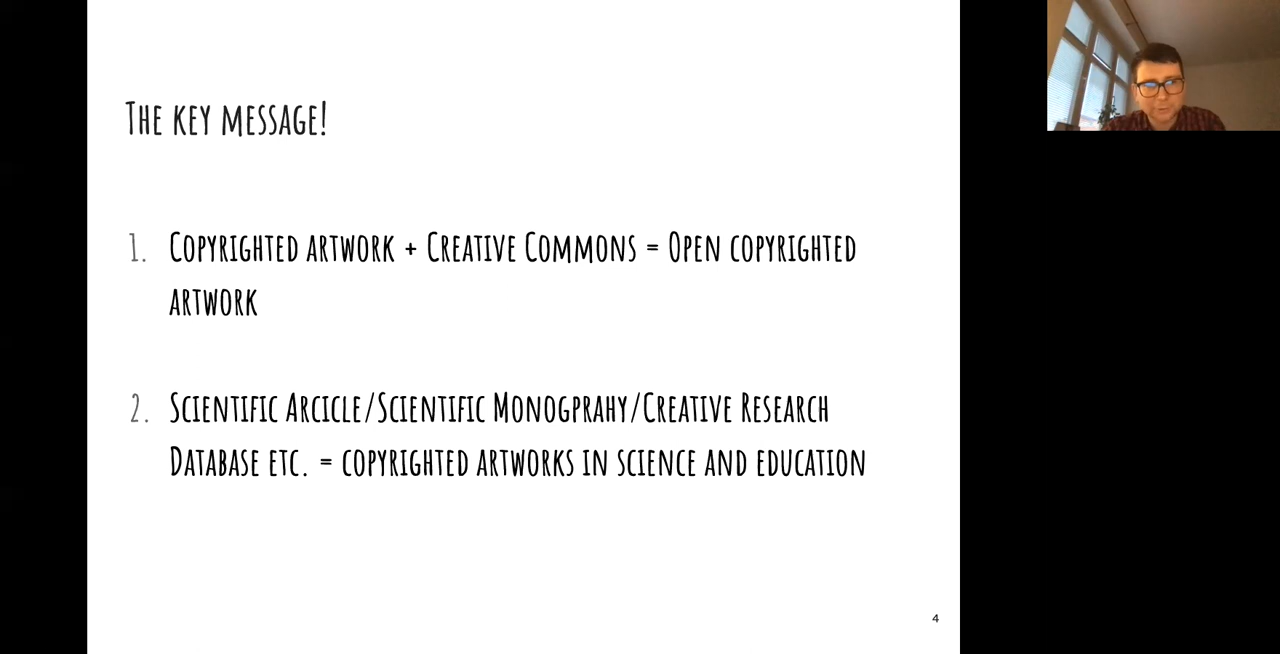 The key message!
1. Copyrighted artwork + Creative Commons = Open copyrighted
artwork
2. Scientific Arcicle/Scientific Monogprahy/Creative Research
Database etc. = copyrighted artworks in science and education
4